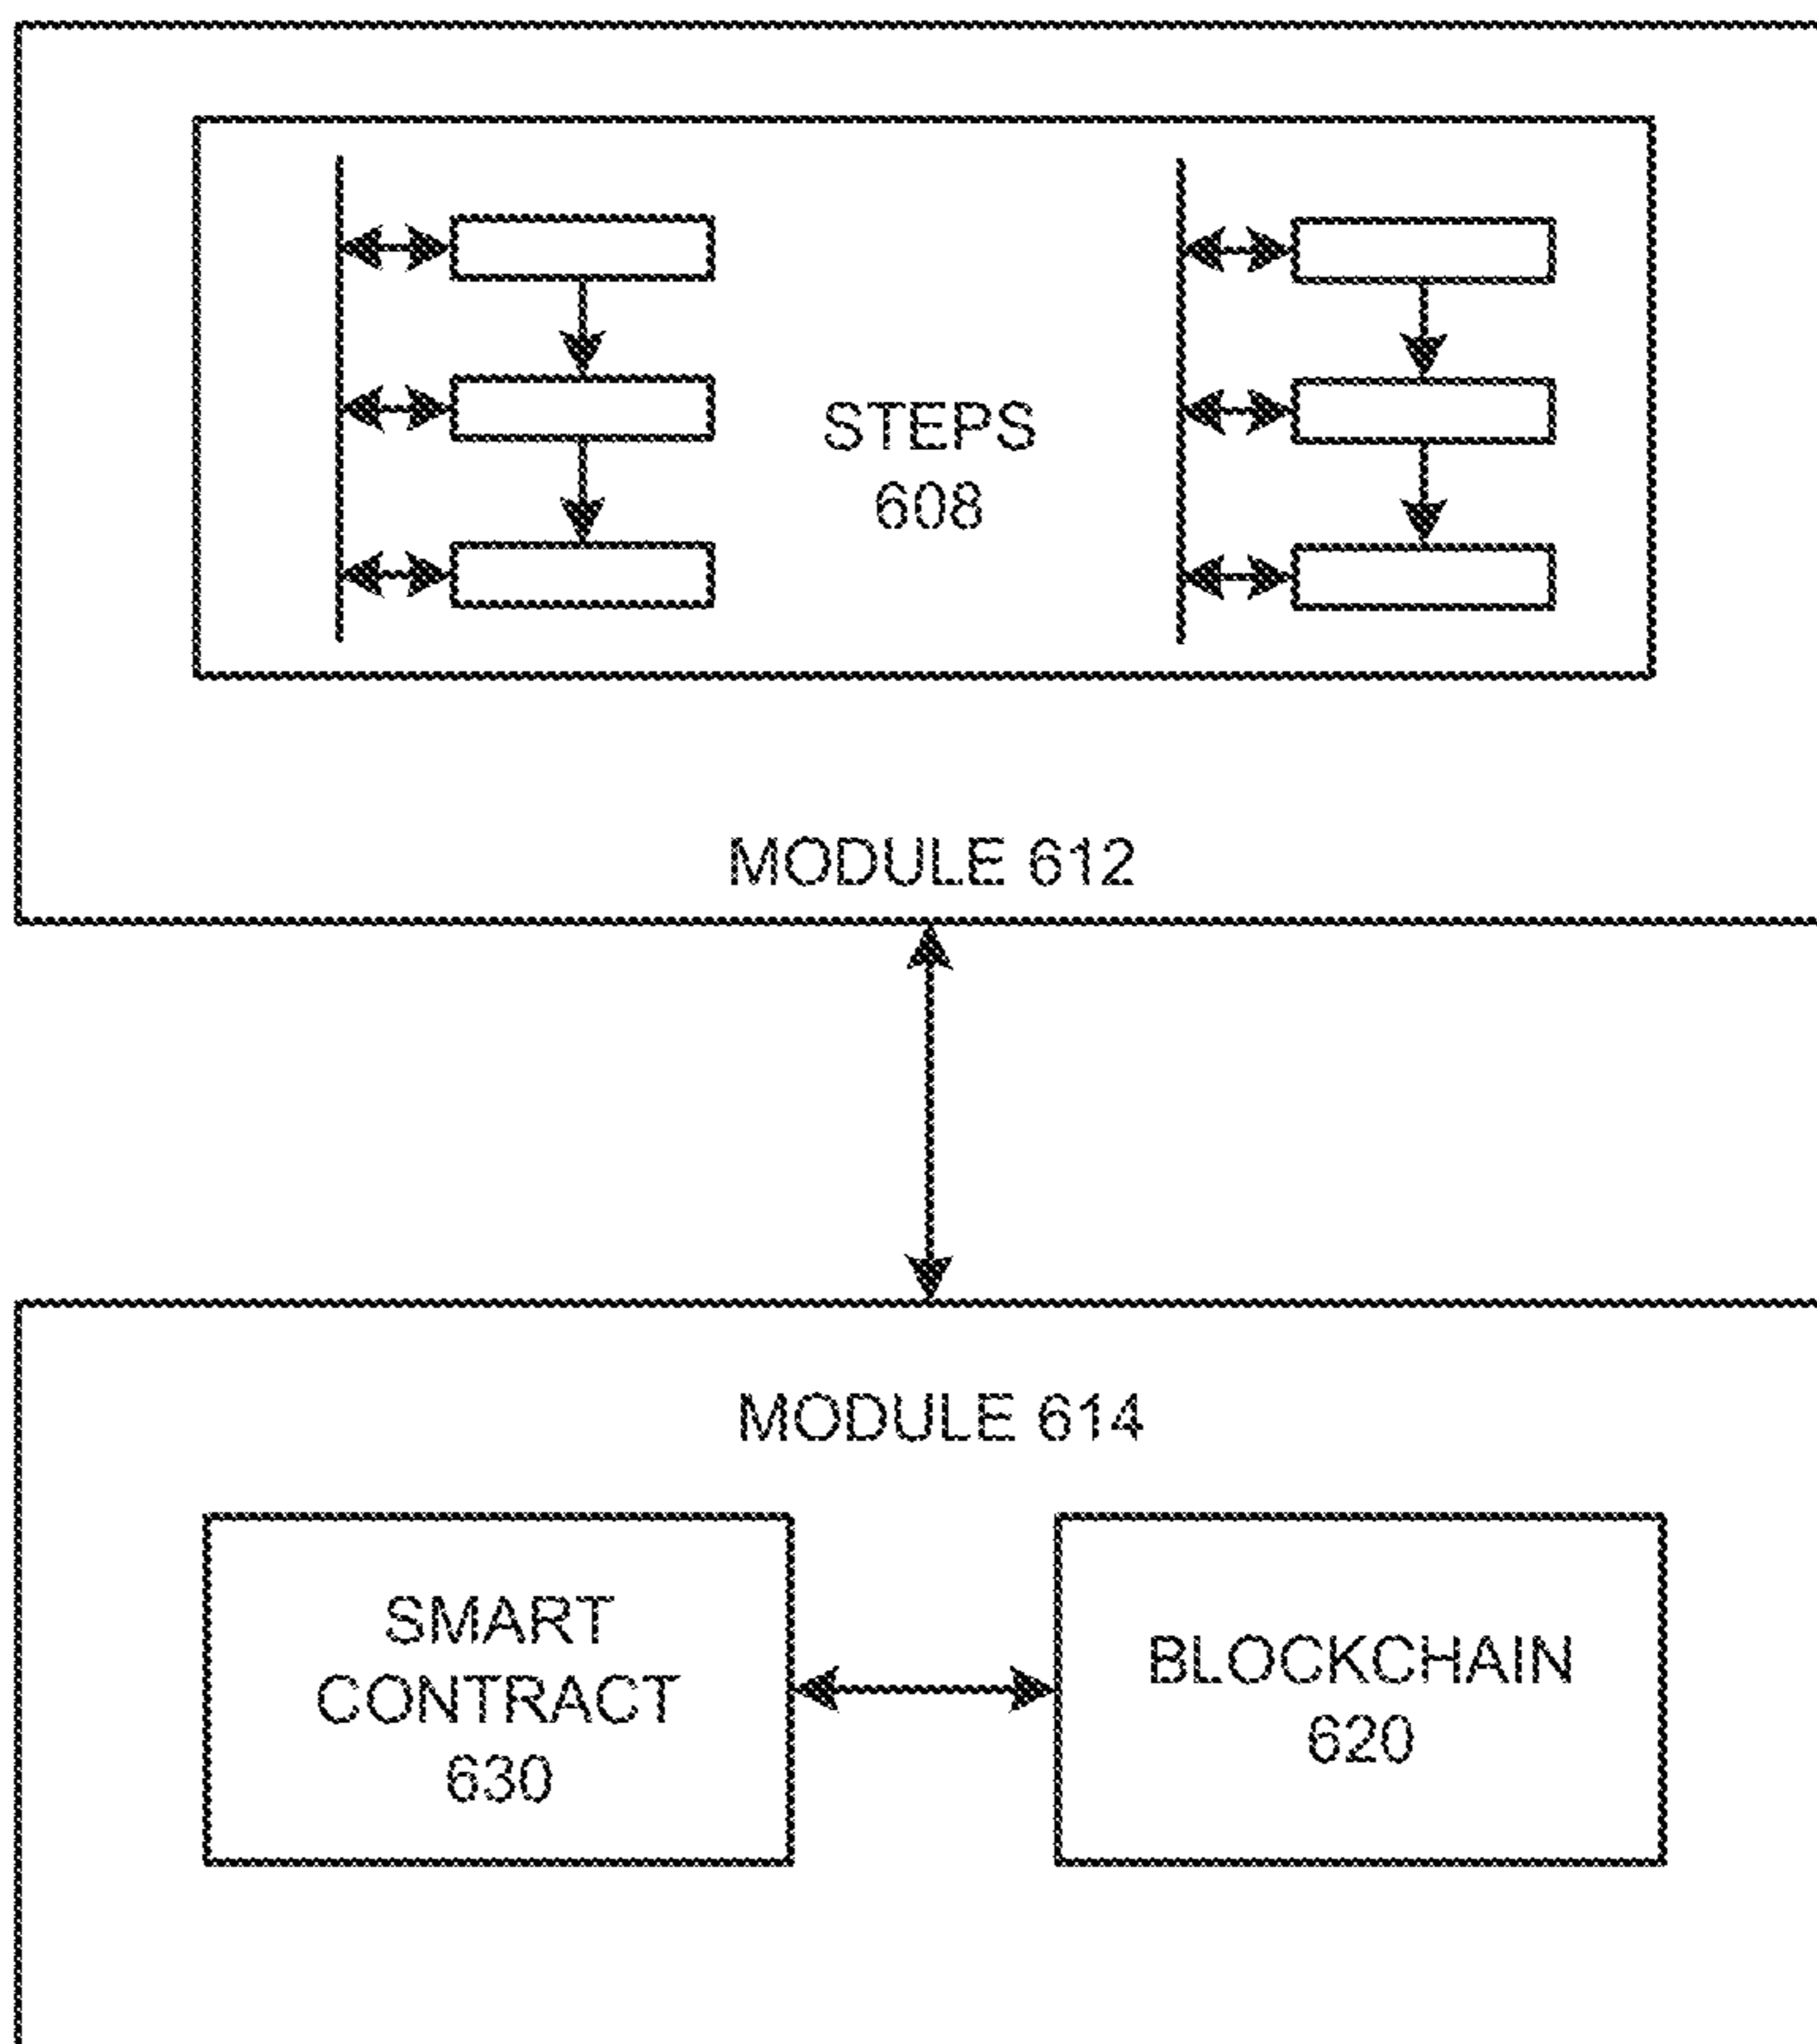 STEPS
608
MODULE 612
MODULE 614
SMART
CONTRACT
630
BLOCKCHAIN
620